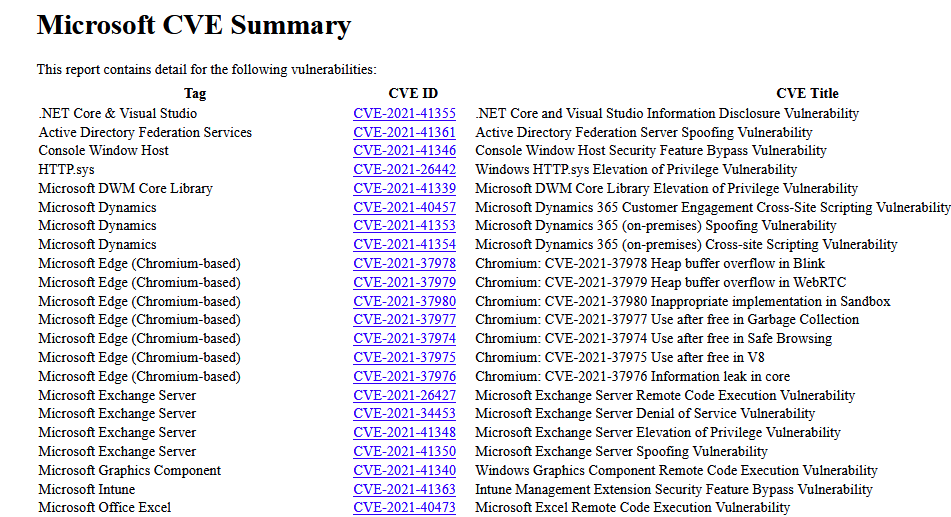 Microsoft CVE Summary
This report contains detail for the following vulnerabilities:
Tag CVE ID CVE Title
.NET Core & Visual Studio CVE-2021-41355 .NET Core and Visual Studio Information Disclosure Vulnerability
Active Directory Federation Services CVE-2021-41361 Active Directory Federation Server Spoofing Vulnerability
Console Window Host CVE-2021-41346 Console Window Host Security Feature Bypass Vulnerability
HTTP.sys CVE-2021-26442 Windows HTTP.sys Elevation of Privilege Vulnerability
Microsoft DWM Core Library CVE-2021-41339 Microsoft DWM Core Library Elevation of Privilege Vulnerability
Microsoft Dynamics CVE-2021-40457 Microsoft Dynamics 365 Customer Engagement Cross-Site Scripting Vulnerability
Microsoft Dynamics CVE-2021-41353 Microsoft Dynamics 365 (on-premises) Spoofing Vulnerability
Microsoft Dynamics CVE-2021-41354 Microsoft Dynamics 365 (on-premises) Cross-site Scripting Vulnerability
Microsoft Edge (Chromium-based) CVE-2021-37978 Chromium: CVE-2021-37978 Heap buffer overflow in Blink
Microsoft Edge (Chromium-based) CVE-2021-37979 Chromium: CVE-2021-37979 Heap buffer overflow in WebRTC
Microsoft Edge (Chromium-based) CVE-2021-37980 Chromium: CVE-2021-37980 Inappropriate implementation in Sandbox
Microsoft Edge (Chromium-based) CVE-2021-37977 Chromium: CVE-2021-37977 Use after free in Garbage Collection
Microsoft Edge (Chromium-based) CVE-2021-37974 Chromium: CVE-2021-37974 Use after free in Safe Browsing
Microsoft Edge (Chromium-based) CVE-2021-37975 Chromium: CVE-2021-37975 Use after free in V8
Microsoft Edge (Chromium-based) CVE-2021-37976 Chromium: CVE-2021-37976 Information leak in core
Microsoft Exchange Server CVE-2021-26427 Microsoft Exchange Server Remote Code Execution Vulnerability
Microsoft Exchange Server CVE-2021-34453 Microsoft Exchange Server Denial of Service Vulnerability
Microsoft Exchange Server CVE-2021-41348 Microsoft Exchange Server Elevation of Privilege Vulnerability
Microsoft Exchange Server CVE-2021-41350 Microsoft Exchange Server Spoofing Vulnerability
Microsoft Graphics Component CVE-2021-41340 Windows Graphics Component Remote Code Execution Vulnerability
Microsoft Intune CVE-2021-41363 Intune Management Extension Security Feature Bypass Vulnerability
Microsoft Office Excel CVE-2021-40473 Microsoft Excel Remote Code Execution Vulnerability